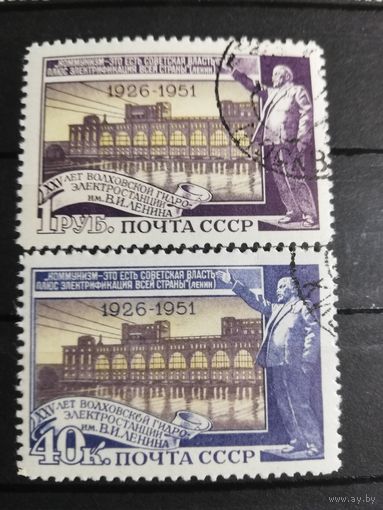 „КОММУНИЗМ-ЭТО ЕСТЬ СОВЕТСКАЯ ВЛАСТЬ
ПЛЮС ЭЛЕКТРИФИКАЦИЯ ВСЕЙ СТРАНЫ" (ЛЕНИН)
1926-1951
XXV ЛЕТ ВОЛХОВСКОЙ ГИДРО-
ЭЛЕКТРОСТАНЦИИ
им. В.И.ЛЕНИНА
1 РУБ. ПОЧТА СССР
„КОММУНИЗМ-ЭТО ЕСТЬ СОВЕТСКАЯ ВЛАСТЬ
ПЛЮС ЭЛЕКТРИФИКАЦИЯ ВСЕЙ СТРАНЫ" (ЛЕНИН)
1926-1951
XXV ЛЕТ ВОЛХОВСКОЙ ГИДРО-
ЭЛЕКТРОСТАНЦИИ
им. В.И.ЛЕНИНА
40 К. ПОЧТА СССР
ay.by